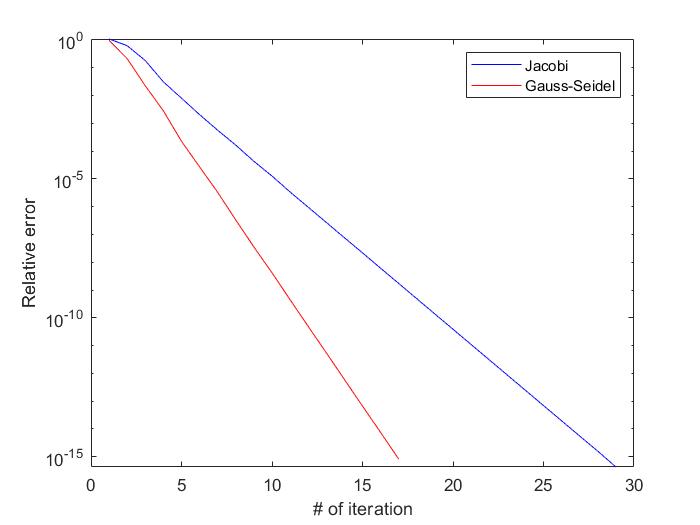 10^0
10^-5
10^-10
10^-15
Relative error
Jacobi
Gauss-Seidel
0 5 10 15 20 25 30
# of iteration